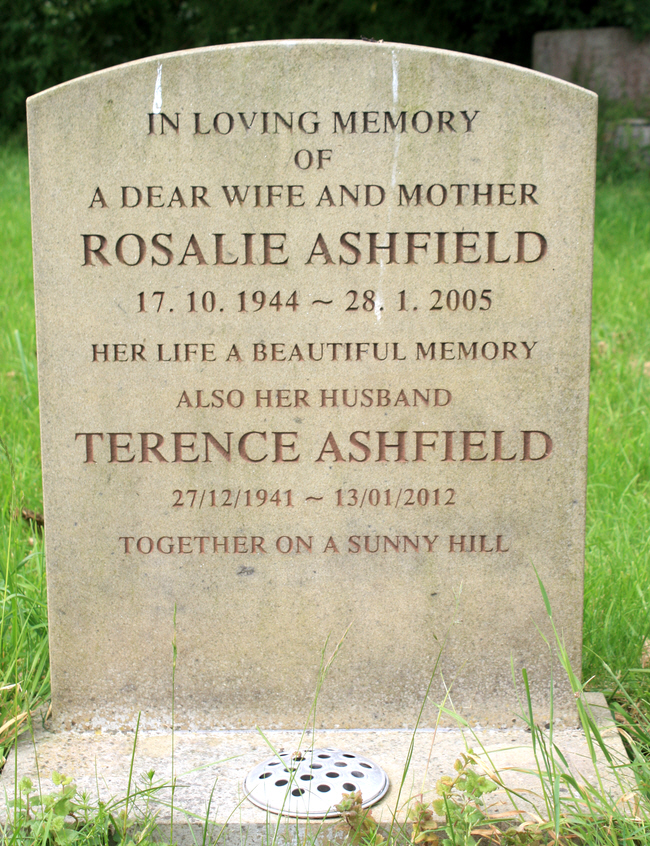 IN LOVING MEMORY
OF
A DEAR WIFE AND MOTHER
ROSALIE ASHFIELD
17. 10. 1944 ~ 28. 1. 2005
HER LIFE A BEAUTIFUL MEMORY
ALSO HER HUSBAND
TERENCE ASHFIELD
27/12/1941 ~ 13/01/2012
TOGETHER ON A SUNNY HILL